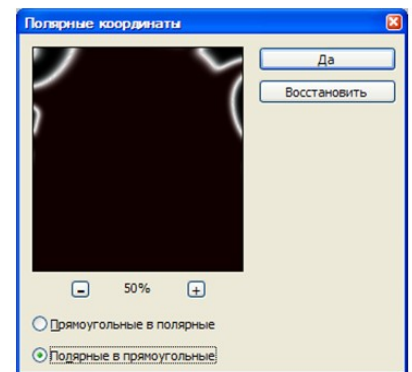 Полярные координаты
Да
Восстановить
50%
Прямоугольные в полярные
Полярные в прямоугольные